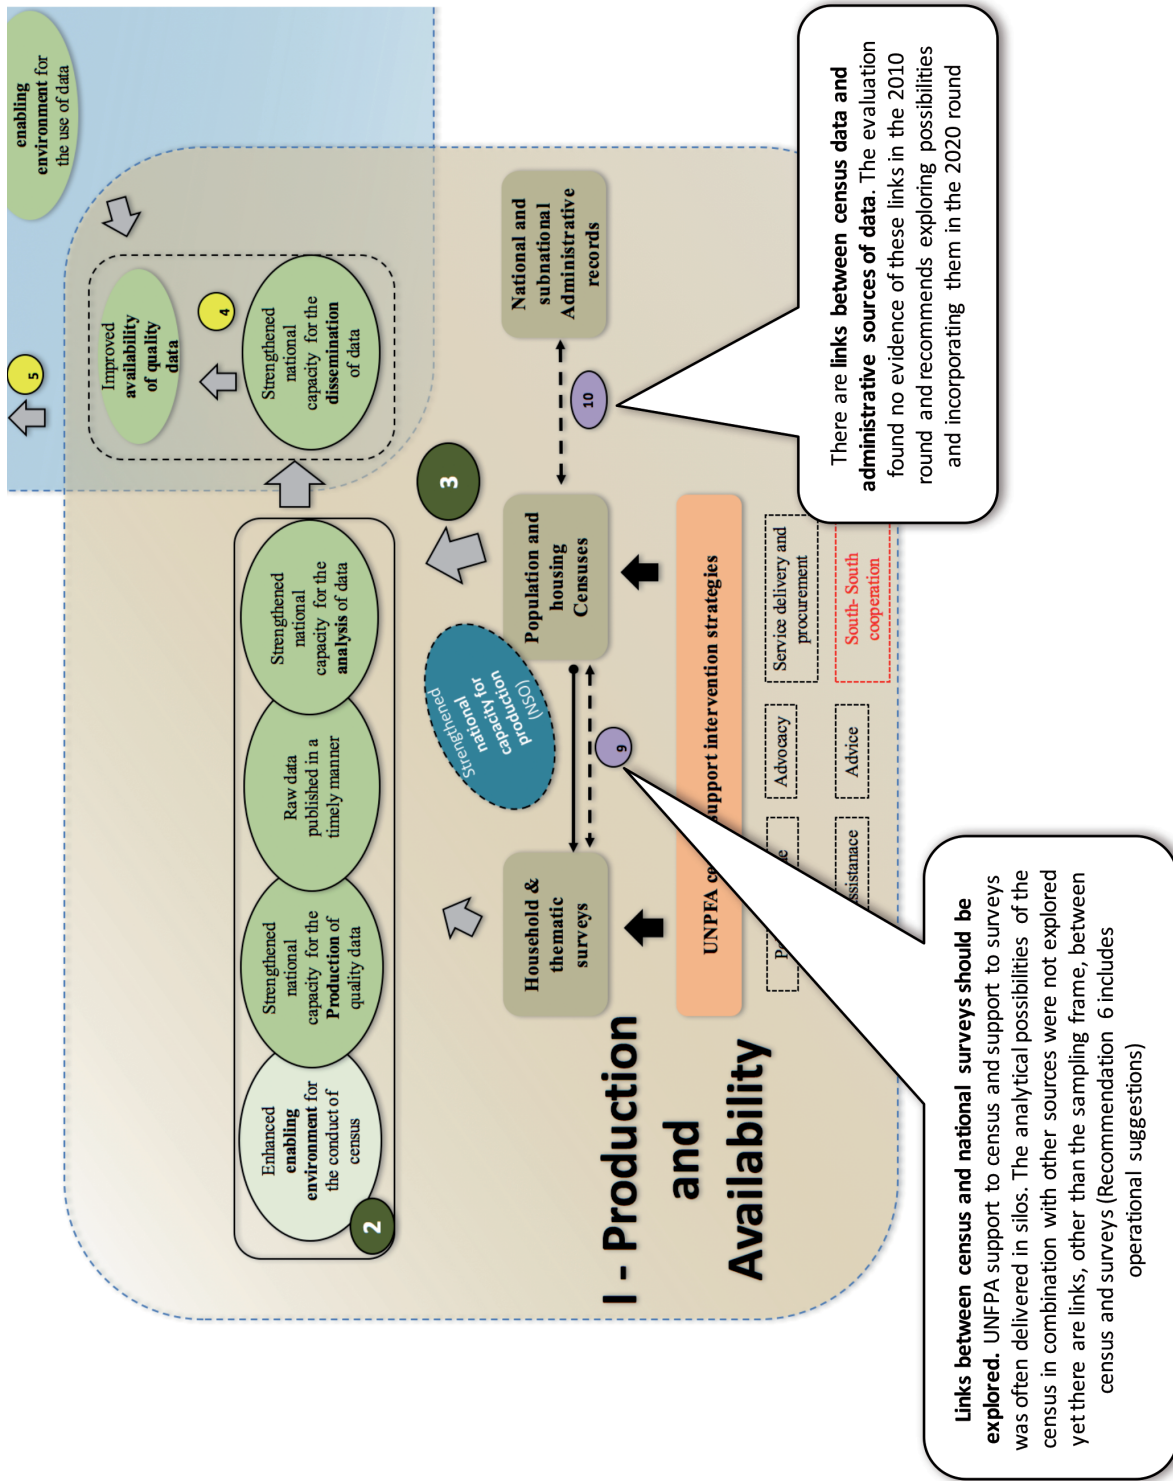 enabling
environment for
the use of data
5
Improved
availability
of quality
data
4
Strengthened
national
capacity for the
dissemination
of data
Enhanced
enabling
environment for
the conduct of
census
2
Strengthened
national
capacity for the
Production of
quality data
Raw data
published in a
timely manner
Strengthened
national
capacity for the
analysis of data
3
Strengthened
national
capacity for
production
(NSO)
Household &
thematic
surveys
9
Population and
housing
Censuses
10
National and
subnational
Administrative
records
I - Production
and
Availability
UNPFA ce support intervention strategies
Advocacy
Service delivery and
procurement
ssistanace
Advice
South- South
cooperation
Links between census and national surveys should be
explored. UNFPA support to census and support to surveys
was often delivered in silos. The analytical possibilities of the
census in combination with other sources were not explored
yet there are links, other than the sampling frame, between
census and surveys (Recommendation 6 includes
operational suggestions)
There are links between census data and
administrative sources of data. The evaluation
found no evidence of these links in the 2010
round and recommends exploring possibilities
and incorporating them in the 2020 round